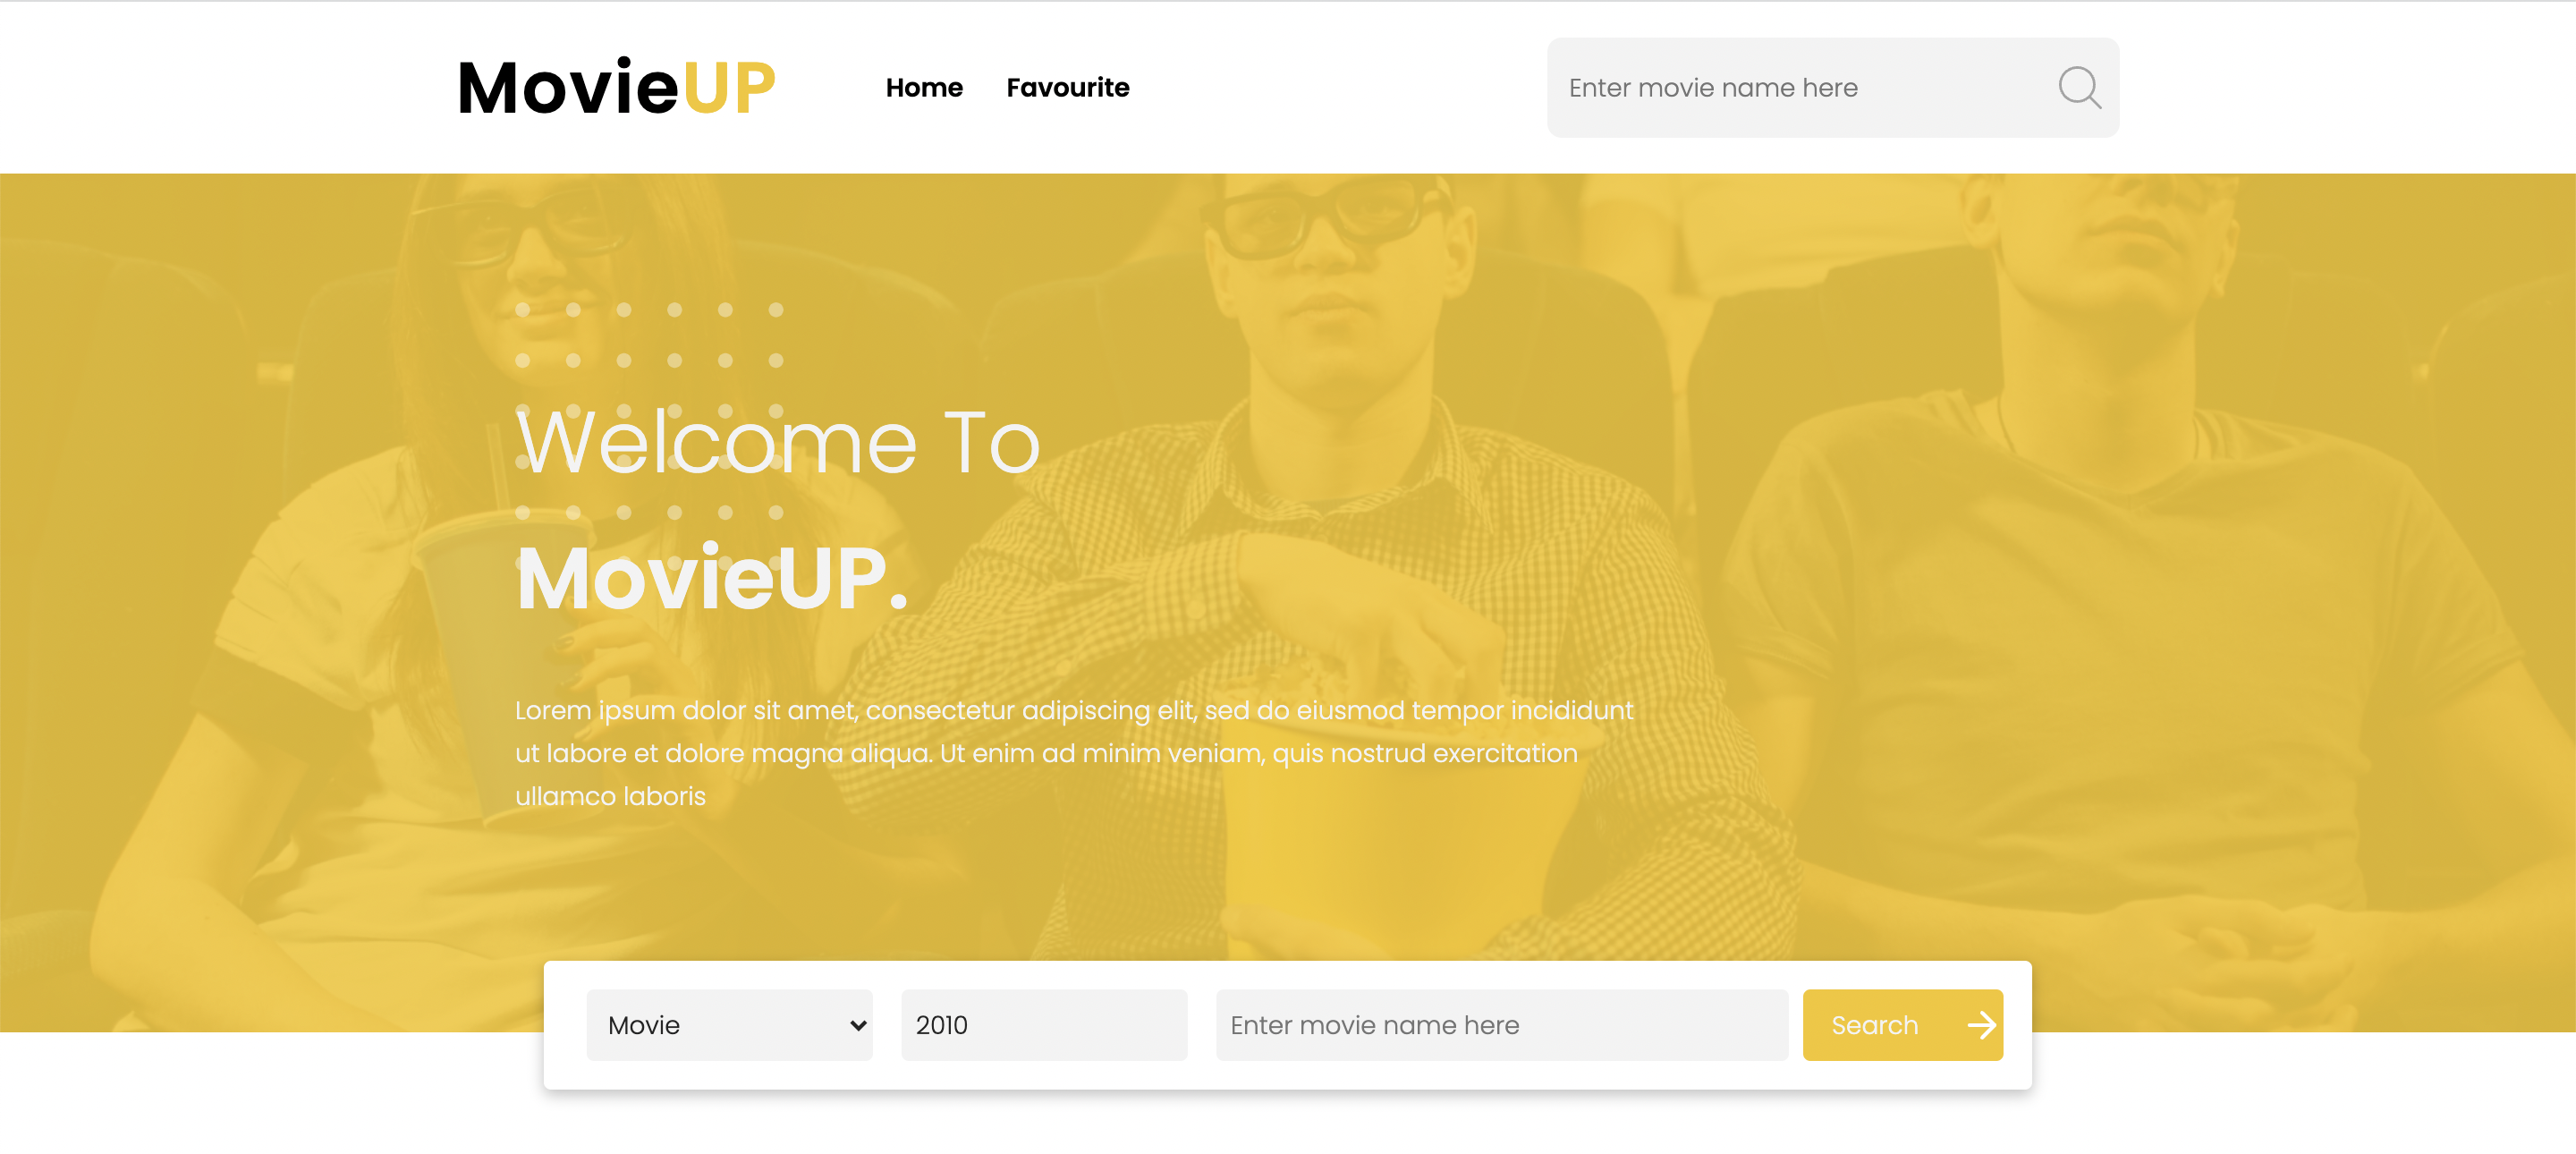 MovieUP
Home
Favourite
Enter movie name here
Welcome To
MovieUP.
Lorem ipsum dolor sit amet, consectetur adipiscing elit, sed do eiusmod tempor incididunt
ut labore et dolore magna aliqua. Ut enim ad minim veniam, quis nostrud exercitation
ullamco laboris
Movie
2010
Enter movie name here
Search